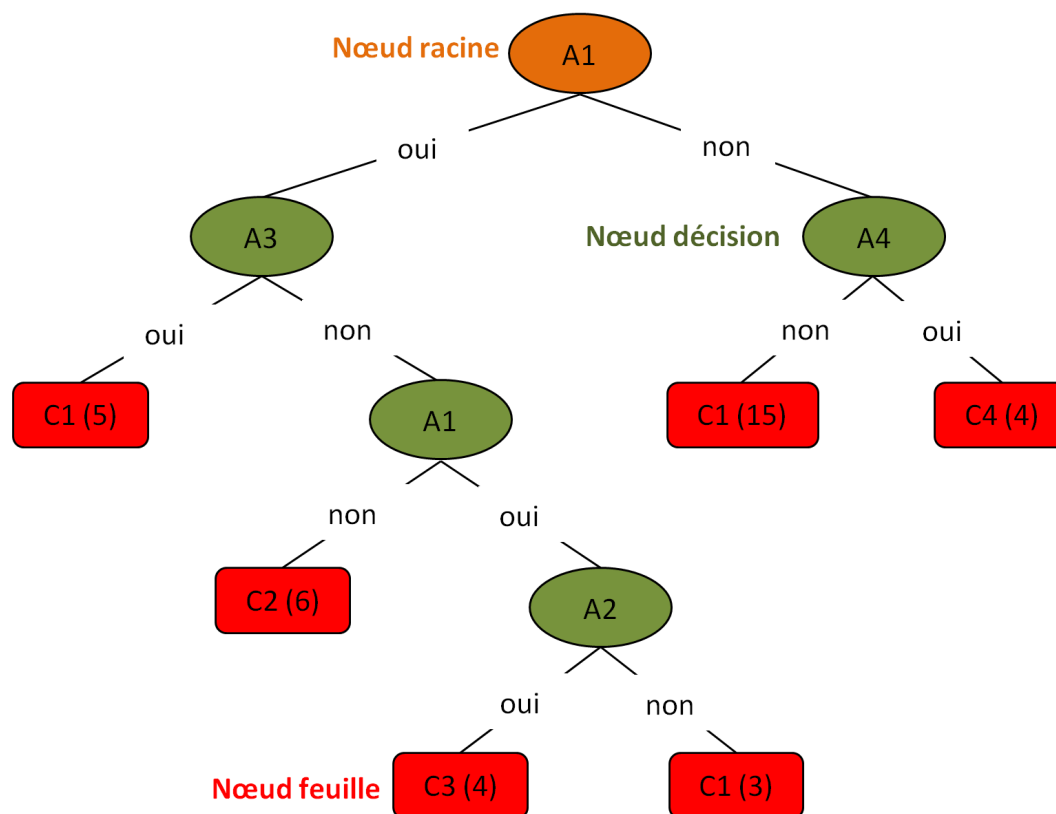 Nœud racine
A1
oui
non
A3
Nœud décision
A4
oui
non
non
oui
C1 (5)
A1
C1 (15)
C4 (4)
non
oui
C2 (6)
A2
oui
non
Nœud feuille
C3 (4)
C1 (3)